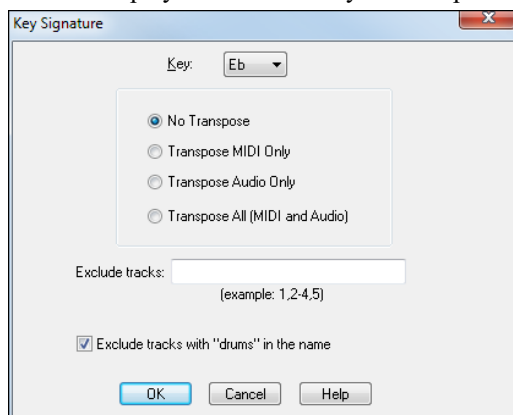 Key Signature
Key: Eb
No Transpose
Transpose MIDI Only
Transpose Audio Only
Transpose All (MIDI and Audio)
Exclude tracks:
(example: 1,2-4,5)
Exclude tracks with "drums" in the name
OK Cancel Help